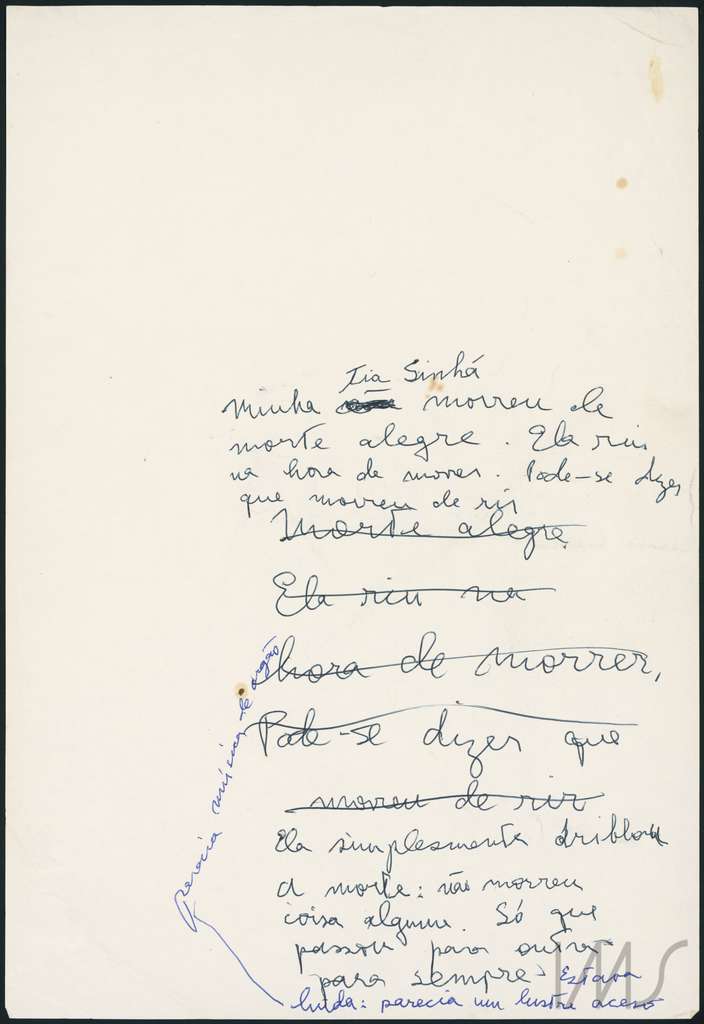 Tia Sinhá
Minha morreu de
morte alegre. Ela riu
na hora de morrer. Pode-se dizer
que morreu de rir
Morte alegre.
Ela riu na
hora de morrer,
Pode-se dizer que
morreu de rir
Ela simplesmente driblou
a morte: não morreu
coisa alguma. Só que
passou para outra
para sempre. Estava
linda: parecia um lustre aceso
parecia música de orgão
IMS